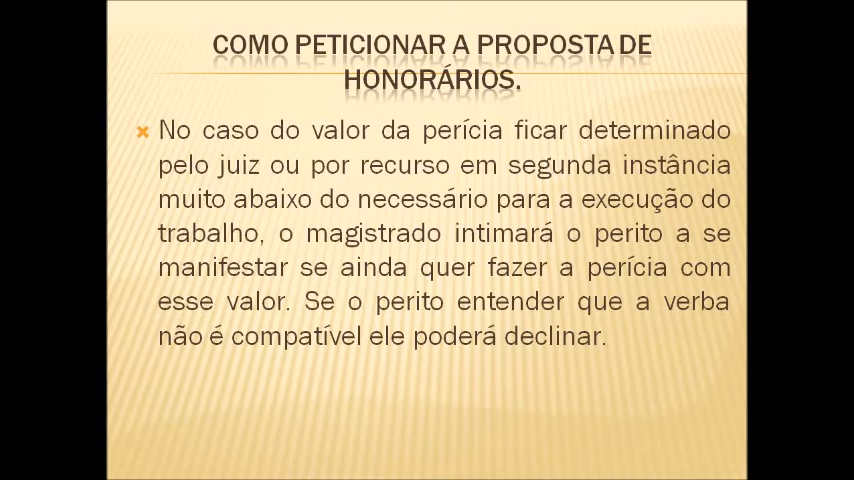 COMO PETICIONAR A PROPOSTA DE
HONORÁRIOS.
No caso do valor da perícia ficar determinado
pelo juiz ou por recurso em segunda instância
muito abaixo do necessário para a execução do
trabalho, o magistrado intimará o perito a se
manifestar se ainda quer fazer a perícia com
esse valor. Se o perito entender que a verba
não é compatível ele poderá declinar.